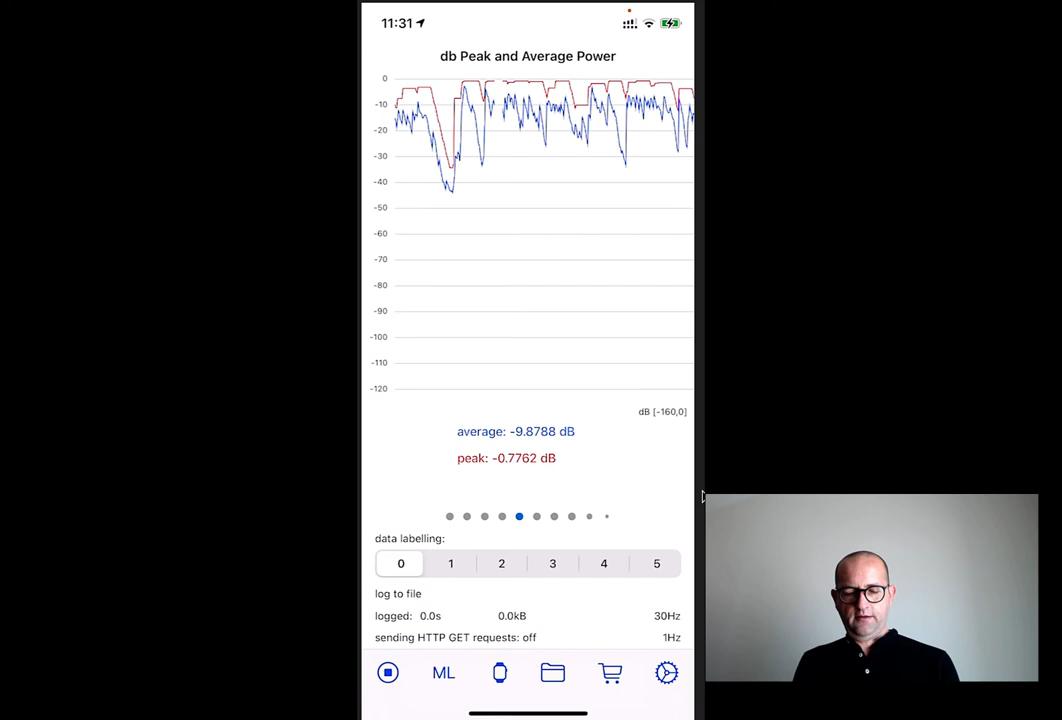 11:31
db Peak and Average Power
0
-10
-20
-30
-40
-50
-60
-70
-80
-90
-100
-110
-120
dB [-160,0]
average: -9.8788 dB
peak: -0.7762 dB
data labelling:
0 1 2 3 4 5
log to file
logged: 0.0s 0.0kB 30Hz
sending HTTP GET requests: off 1Hz
ML